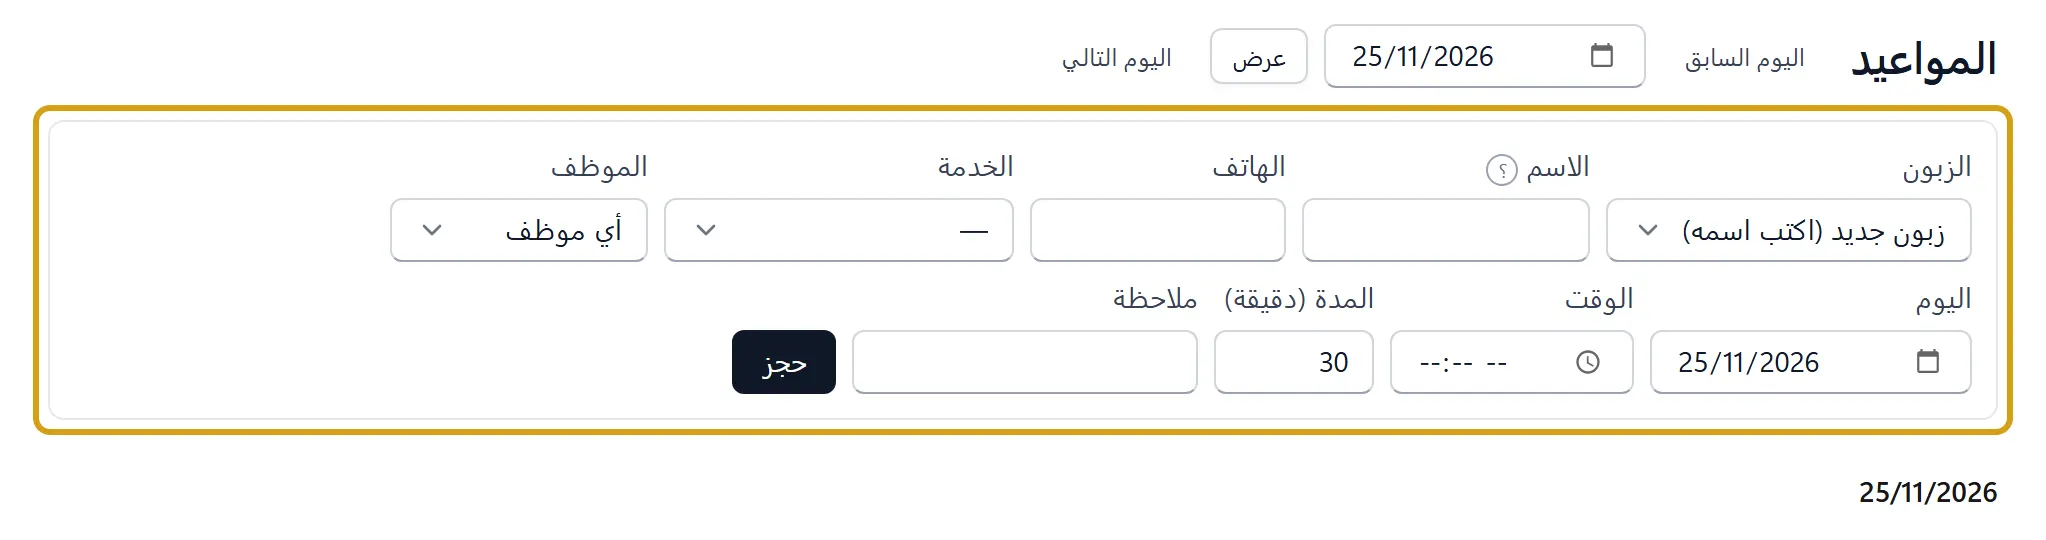 المواعيد اليوم السابق 25/11/2026 عرض اليوم التالي
الزبون الاسم ؟ الهاتف الخدمة الموظف
زبون جديد (اكتب اسمه) — أي موظف
اليوم الوقت المدة (دقيقة) ملاحظة
25/11/2026 --:-- -- 30 حجز
25/11/2026